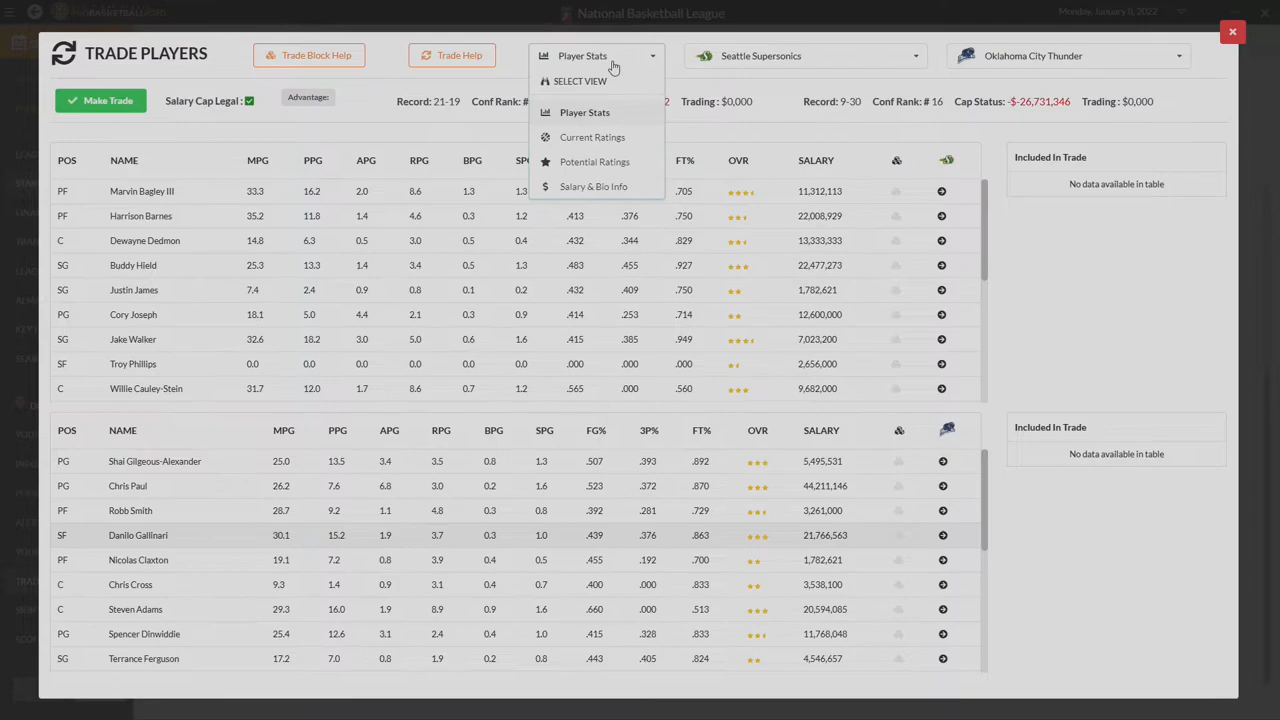 National Basketball League
Monday, January 8, 2022
TRADE PLAYERS
Trade Block Help
Trade Help
Player Stats
Seattle Supersonics
Oklahoma City Thunder
SELECT VIEW
Player Stats
Current Ratings
Potential Ratings
Salary & Bio Info
Make Trade
Salary Cap Legal:
Advantage:
Record: 21-19
Conf Rank: #
2
Trading : $0,000
Record: 9-30
Conf Rank: # 16
Cap Status: -$-26,731,346
Trading : $0,000
POS NAME MPG PPG APG RPG BPG SP FT% OVR SALARY
PF Marvin Bagley III 33.3 16.2 2.0 8.6 1.3 1.3 .705 11,312,113
PF Harrison Barnes 35.2 11.8 1.4 4.6 0.3 1.2 .413 .376 .750 22,008,929
C Dewayne Dedmon 14.8 6.3 0.5 3.0 0.5 0.4 .432 .344 .829 13,333,333
SG Buddy Hield 25.3 13.3 1.4 3.4 0.5 1.3 .483 .455 .927 22,477,273
SG Justin James 7.4 2.4 0.9 0.8 0.1 0.2 .432 .409 .750 1,782,621
PG Cory Joseph 18.1 5.0 4.4 2.1 0.3 0.9 .414 .253 .714 12,600,000
SG Jake Walker 32.6 18.2 3.0 5.0 0.6 1.6 .415 .385 .949 7,023,200
SF Troy Phillips 0.0 0.0 0.0 0.0 0.0 0.0 .000 .000 .000 2,656,000
C Willie Cauley-Stein 31.7 12.0 1.7 8.6 0.7 1.2 .565 .000 .560 9,682,000
Included In Trade
No data available in table
POS NAME MPG PPG APG RPG BPG SPG FG% 3P% FT% OVR SALARY
PG Shai Gilgeous-Alexander 25.0 13.5 3.4 3.5 0.8 1.3 .507 .393 .892 5,495,531
PG Chris Paul 26.2 7.6 6.8 3.0 0.2 1.6 .523 .372 .870 44,211,146
PF Robb Smith 28.7 9.2 1.1 4.8 0.3 0.8 .392 .281 .729 3,261,000
SF Danilo Gallinari 30.1 15.2 1.9 3.7 0.3 1.0 .439 .376 .863 21,766,563
PF Nicolas Claxton 19.1 7.2 0.8 3.9 0.4 0.5 .455 .192 .700 1,782,621
C Chris Cross 9.3 1.4 0.9 3.1 0.4 0.7 .400 .000 .833 3,538,100
C Steven Adams 29.3 16.0 1.9 8.9 0.9 1.6 .660 .000 .513 20,594,085
PG Spencer Dinwiddie 25.4 12.6 3.1 2.4 0.4 1.0 .415 .328 .833 11,768,048
SG Terrance Ferguson 17.2 7.0 0.8 1.9 0.2 0.8 .443 .405 .824 4,546,657
Included In Trade
No data available in table